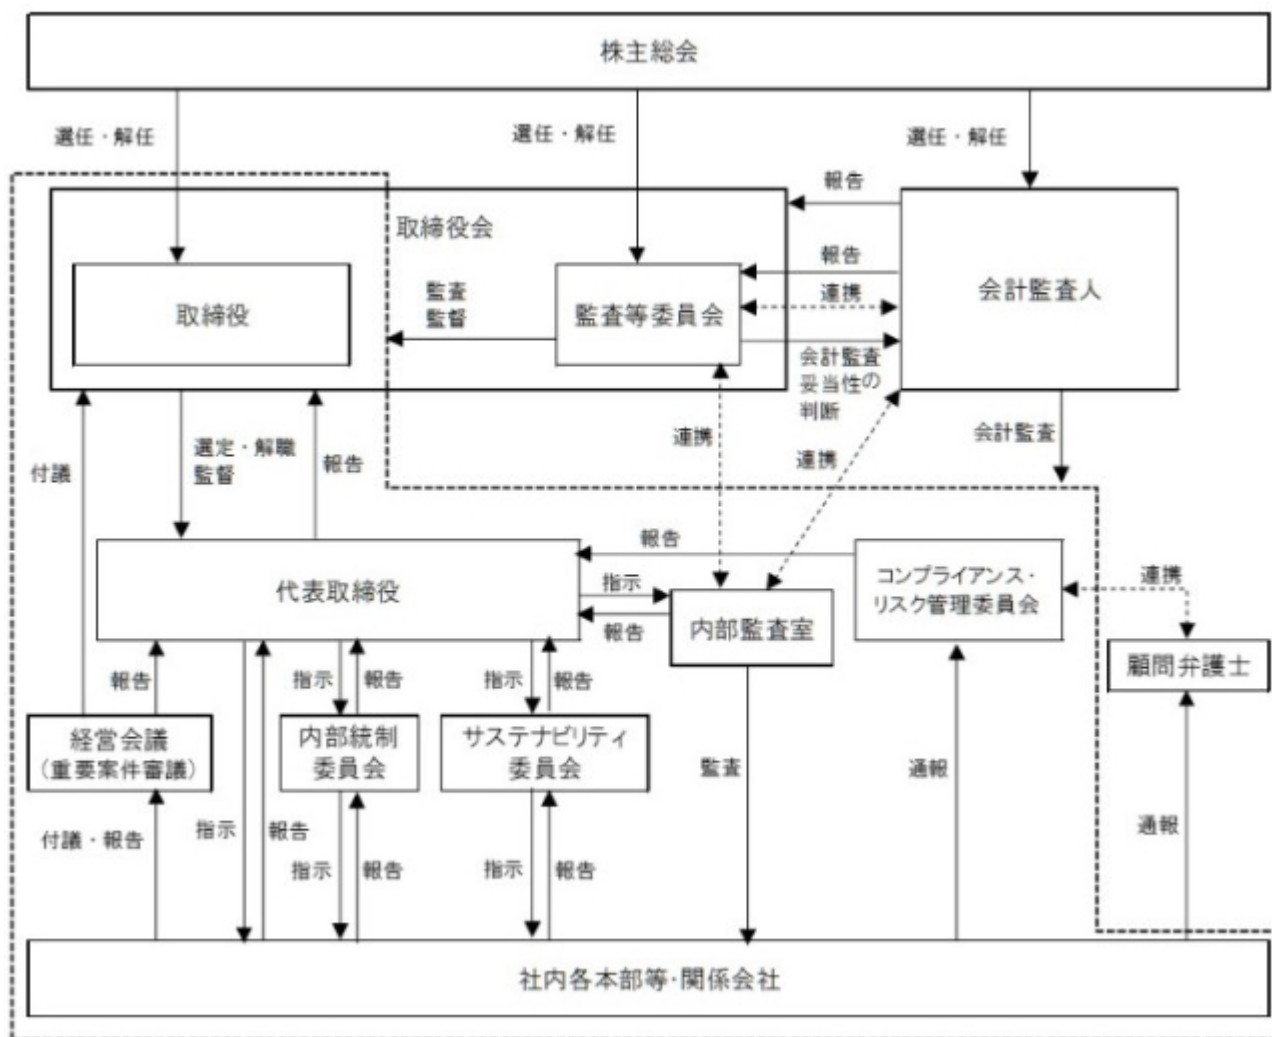 株主総会
選任・解任
選任・解任
選任・解任
報告
取締役会
報告
取締役
監査
監督
監査等委員会
連携
会計監査人
会計監査
妥当性の
判断
付議
選定・解職
監督
報告
連携
連携
会計監査
報告
代表取締役
指示
報告
内部監査室
コンプライアンス・
リスク管理委員会
連携
顧問弁護士
報告
指示
報告
指示
報告
経営会議
(重要案件審議)
内部統制
委員会
サステナビリティ
委員会
監査
通報
通報
付議・報告
指示
報告
指示
報告
指示
報告
社内各本部等・関係会社